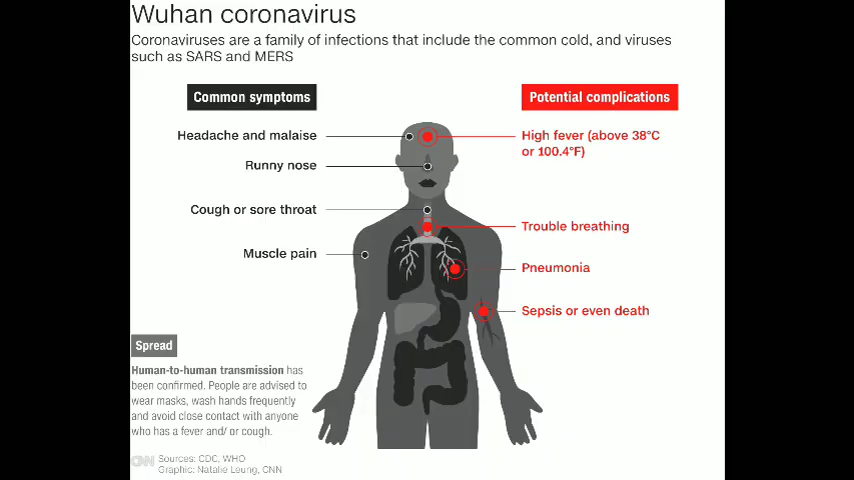 Wuhan coronavirus
Coronaviruses are a family of infections that include the common cold, and viruses
such as SARS and MERS
Common symptoms
Headache and malaise
Runny nose
Cough or sore throat
Muscle pain
Potential complications
High fever (above 38°C
or 100.4°F)
Trouble breathing
Pneumonia
Sepsis or even death
Spread
Human-to-human transmission has
been confirmed. People are advised to
wear masks, wash hands frequently
and avoid close contact with anyone
who has a fever and/ or cough.
CNN
Sources: CDC, WHO
Graphic: Natalie Leung, CNN